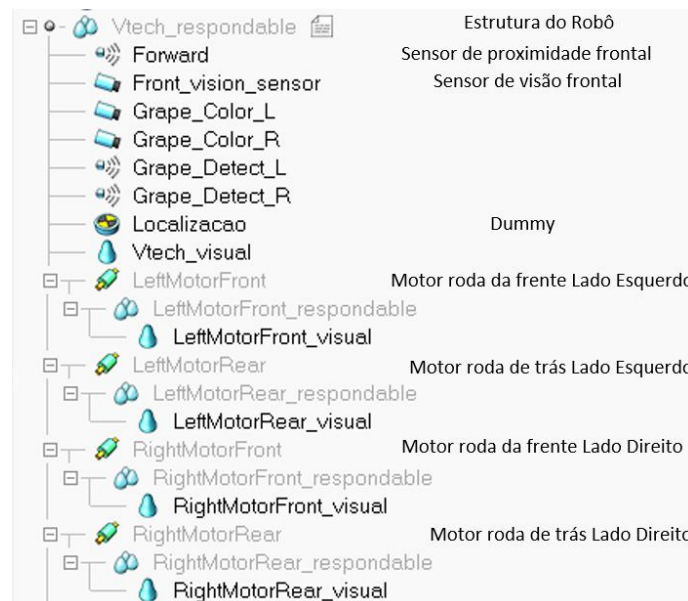 Vtech_respondable Estrutura do Robô
Forward Sensor de proximidade frontal
Front_vision_sensor Sensor de visão frontal
Grape_Color_L
Grape_Color_R
Grape_Detect_L
Grape_Detect_R
Localizacao Dummy
Vtech_visual
LeftMotorFront Motor roda da frente Lado Esquerdo
LeftMotorFront_respondable
LeftMotorFront_visual
LeftMotorRear Motor roda de trás Lado Esquerdo
LeftMotorRear_respondable
LeftMotorRear_visual
RightMotorFront Motor roda da frente Lado Direito
RightMotorFront_respondable
RightMotorFront_visual
RightMotorRear Motor roda de trás Lado Direito
RightMotorRear_respondable
RightMotorRear_visual